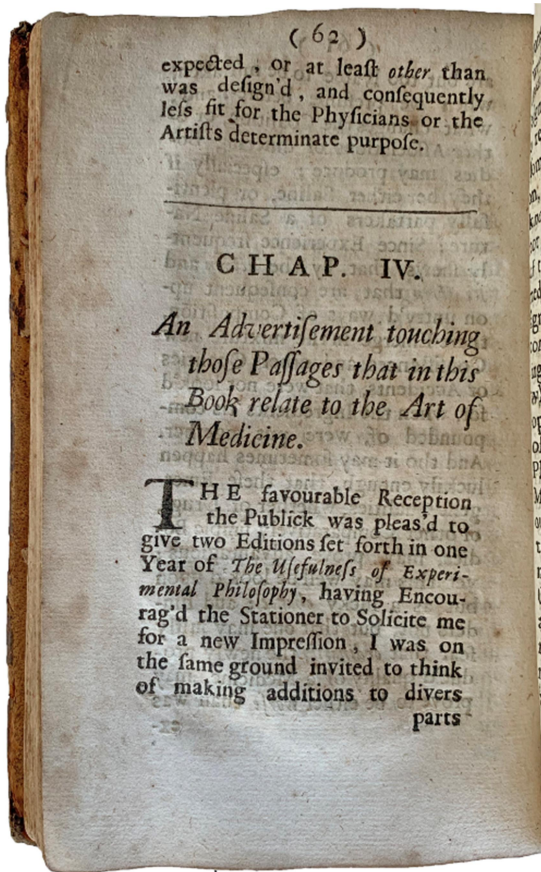 ( 62 )
expected , or at leaſt other than
was deſign'd , and conſequently
leſs fit for the Phyſicians or the
Artiſts determinate purpoſe.
CHAP. IV.
An Advertiſement touching
thoſe Paſſages that in this
Book relate to the Art of
Medicine.
THE favourable Reception
the Publick was pleas'd to
give two Editions ſet forth in one
Year of The Uſefulneſs of Experi-
mental Philoſophy, having Encou-
rag'd the Stationer to Solicite me
for a new Impreſſion , I was on
the ſame ground invited to think
of making additions to divers
parts